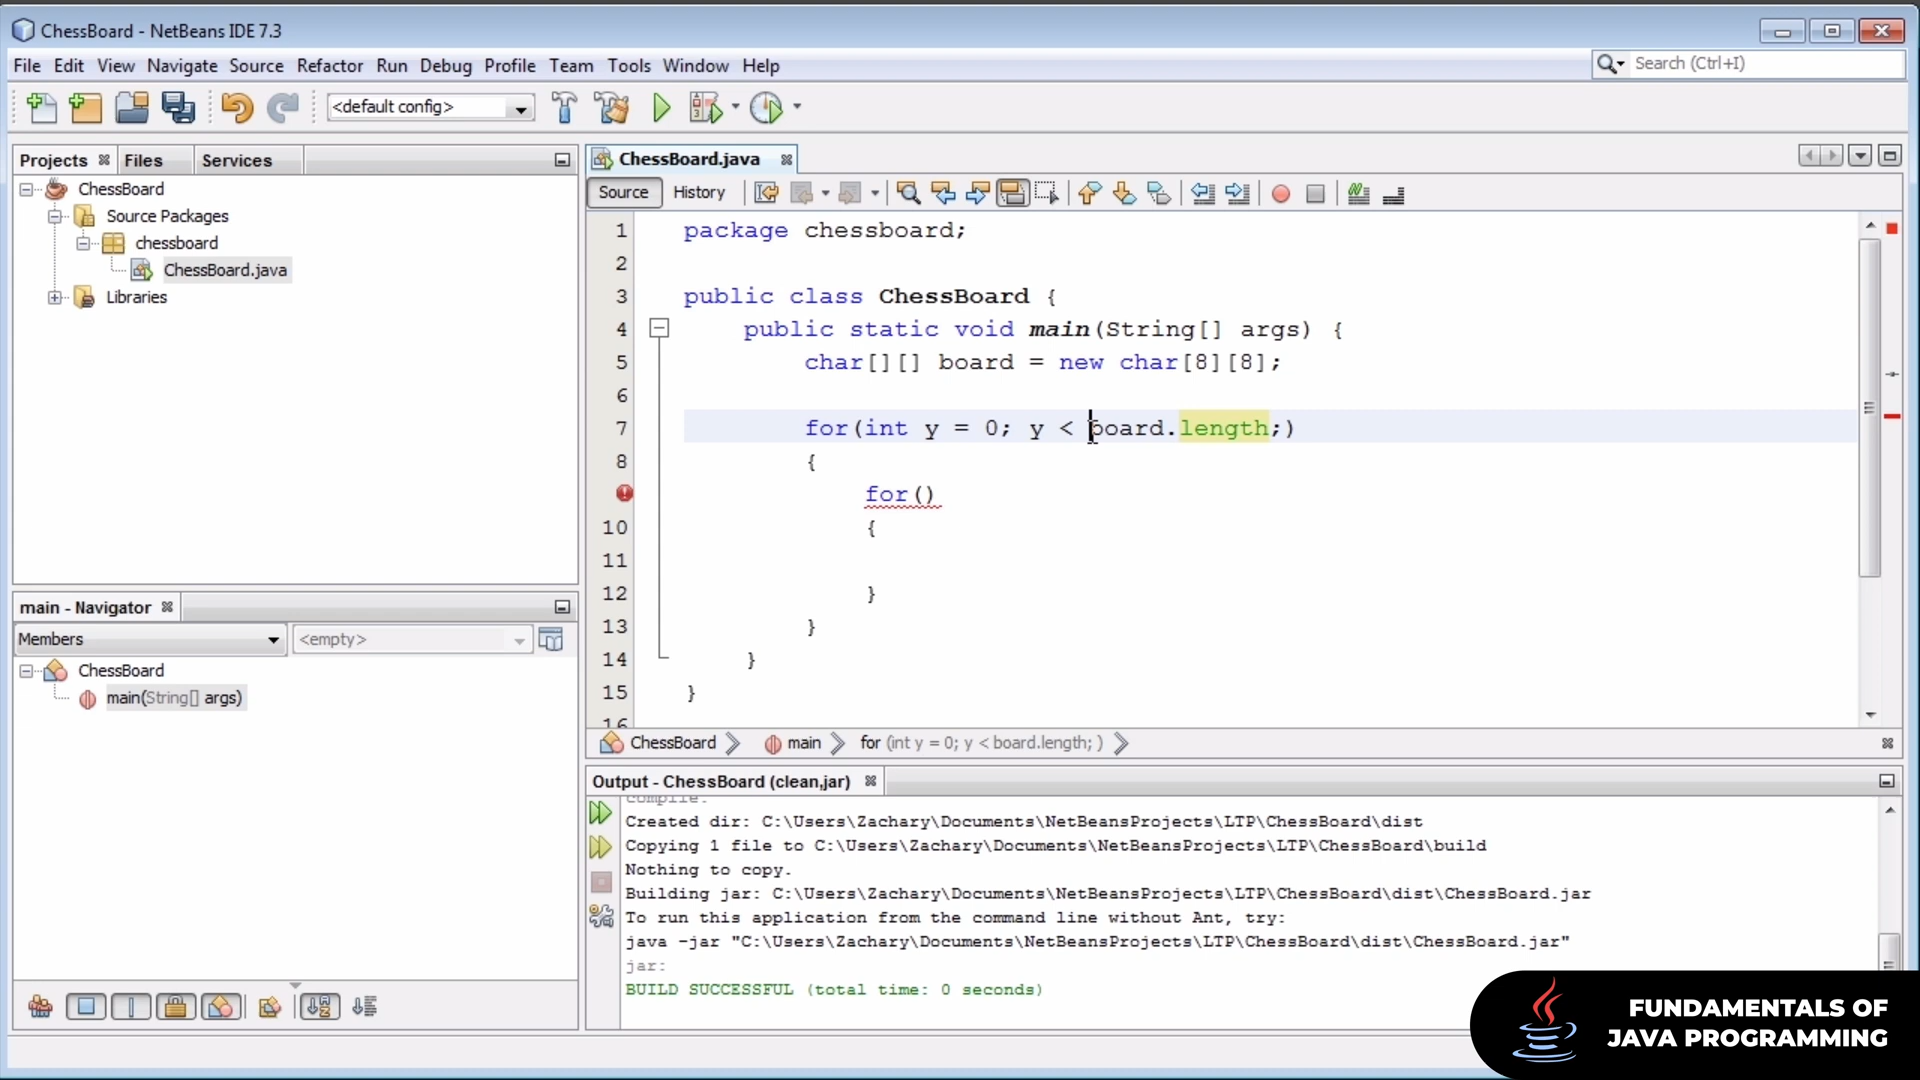 ChessBoard - NetBeans IDE 7.3
File Edit View Navigate Source Refactor Run Debug Profile Team Tools Window Help
Search (Ctrl+I)
<default config>
Projects Files Services
ChessBoard
Source Packages
chessboard
ChessBoard.java
Libraries
main - Navigator
Members
<empty>
ChessBoard
main(String[] args)
ChessBoard.java
Source History
1 package chessboard;
2
3 public class ChessBoard {
4 public static void main(String[] args) {
5 char[][] board = new char[8][8];
6
7 for(int y = 0; y < board.length;)
8 {
for()
10 {
11
12 }
13 }
14 }
15 }
16
ChessBoard main for (int y = 0; y < board.length; )
Output - ChessBoard (clean,jar)
compile:
Created dir: C:\Users\Zachary\Documents\NetBeansProjects\LTP\ChessBoard\dist
Copying 1 file to C:\Users\Zachary\Documents\NetBeansProjects\LTP\ChessBoard\build
Nothing to copy.
Building jar: C:\Users\Zachary\Documents\NetBeansProjects\LTP\ChessBoard\dist\ChessBoard.jar
To run this application from the command line without Ant, try:
java -jar "C:\Users\Zachary\Documents\NetBeansProjects\LTP\ChessBoard\dist\ChessBoard.jar"
jar:
BUILD SUCCESSFUL (total time: 0 seconds)
FUNDAMENTALS OF
JAVA PROGRAMMING